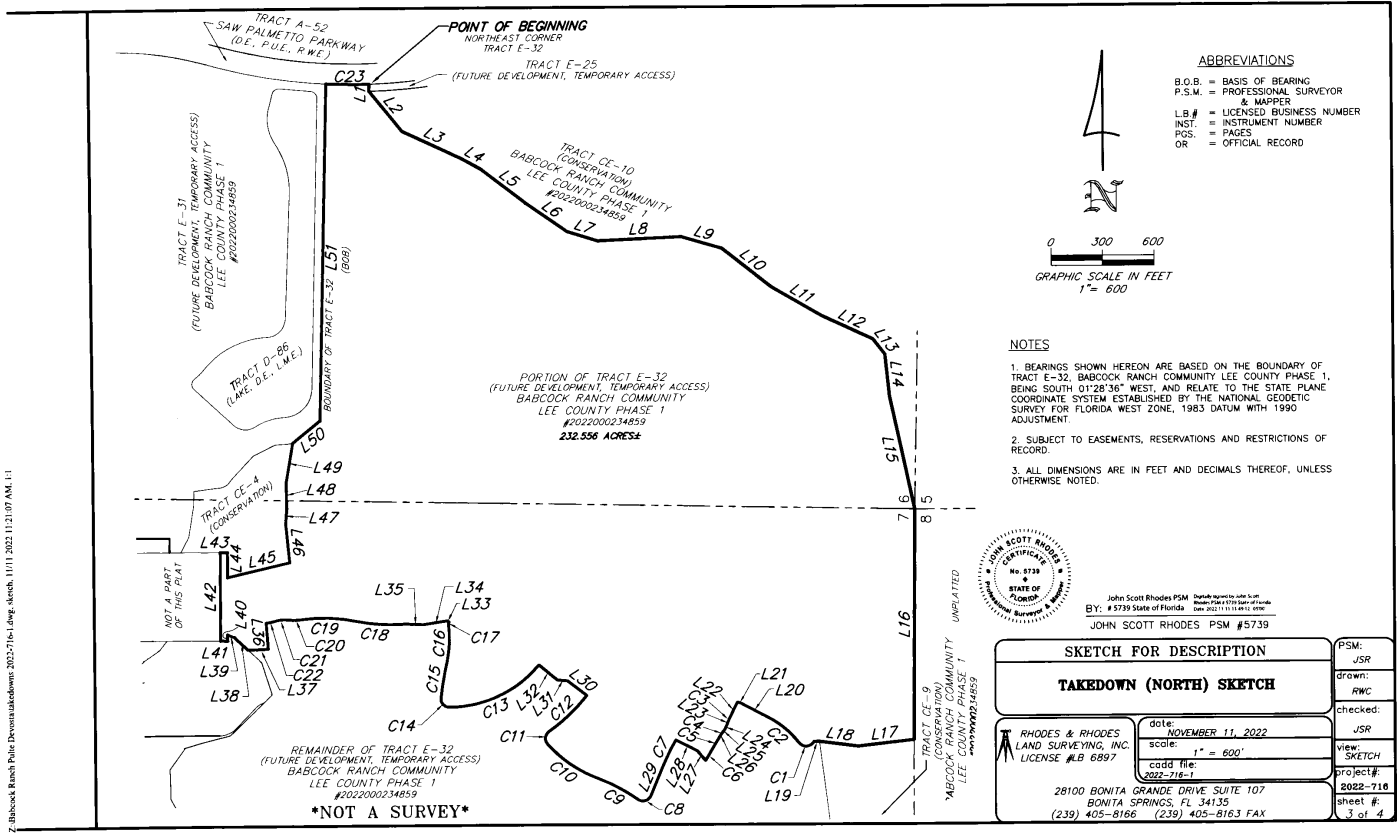 TRACT A-52
SAW PALMETTO PARKWAY
(D.E., P.U.E., R.W.E)
POINT OF BEGINNING
NORTHEAST CORNER
TRACT E-32
TRACT E-25
(FUTURE DEVELOPMENT, TEMPORARY ACCESS)
C23
L1
L2
L3
L4
L5
L6
L7
L8
L9
L10
L11
L12
L13
L14
L15
L16
TRACT CE-10
(CONSERVATION)
BABCOCK RANCH COMMUNITY
LEE COUNTY PHASE 1
#2022000234859
TRACT E-31
(FUTURE DEVELOPMENT, TEMPORARY ACCESS)
BABCOCK RANCH COMMUNITY
LEE COUNTY PHASE 1
#2022000234859
BOUNDARY OF TRACT E-32
L51
(BOB)
TRACT D-86
(LAKE, D.E., L.M.E.)
PORTION OF TRACT E-32
(FUTURE DEVELOPMENT, TEMPORARY ACCESS)
BABCOCK RANCH COMMUNITY
LEE COUNTY PHASE 1
#2022000234859
232.556 ACRES±
L50
L49
L48
L47
L46
L45
L44
L43
L42
L41
L40
L39
L38
L37
L36
TRACT CE-4
(CONSERVATION)
NOT A PART
OF THIS PLAT
C22
C21
C20
C19
C18
L35
L34
L33
C17
C16
C15
C14
C13
L32
L31
L30
C12
C11
C10
C9
C8
L29
C7
L28
L27
C6
L26
L25
L24
C5
C4
L23
C3
L22
L21
L20
C2
C1
L19
L18
L17
6 5
7 8
UNPLATTED
TRACT CE-9
(CONSERVATION)
BABCOCK RANCH COMMUNITY
LEE COUNTY PHASE 1
#2022000234859
REMAINDER OF TRACT E-32
(FUTURE DEVELOPMENT, TEMPORARY ACCESS)
BABCOCK RANCH COMMUNITY
LEE COUNTY PHASE 1
#2022000234859
*NOT A SURVEY*
ABBREVIATIONS
B.O.B. = BASIS OF BEARING
P.S.M. = PROFESSIONAL SURVEYOR
& MAPPER
L.B.# = LICENSED BUSINESS NUMBER
INST. = INSTRUMENT NUMBER
PGS. = PAGES
OR = OFFICIAL RECORD
N
0 300 600
GRAPHIC SCALE IN FEET
1"= 600
NOTES
1. BEARINGS SHOWN HEREON ARE BASED ON THE BOUNDARY OF
TRACT E-32, BABCOCK RANCH COMMUNITY LEE COUNTY PHASE 1,
BEING SOUTH 01°28'36" WEST, AND RELATE TO THE STATE PLANE
COORDINATE SYSTEM ESTABLISHED BY THE NATIONAL GEODETIC
SURVEY FOR FLORIDA WEST ZONE, 1983 DATUM WITH 1990
ADJUSTMENT.
2. SUBJECT TO EASEMENTS, RESERVATIONS AND RESTRICTIONS OF
RECORD.
3. ALL DIMENSIONS ARE IN FEET AND DECIMALS THEREOF, UNLESS
OTHERWISE NOTED.
JOHN SCOTT RHODES
CERTIFICATE
No. 5739
STATE OF
FLORIDA
Professional Surveyor & Mapper
John Scott Rhodes PSM
BY: # 5739 State of Florida
Digitally signed by John Scott
Rhodes PSM # 5739 State of Florida
JOHN SCOTT RHODES PSM #5739
SKETCH FOR DESCRIPTION
TAKEDOWN (NORTH) SKETCH
RHODES & RHODES
LAND SURVEYING, INC.
LICENSE #LB 6897
date:
NOVEMBER 11, 2022
scale:
1" = 600'
cadd file:
2022-716-1
28100 BONITA GRANDE DRIVE SUITE 107
BONITA SPRINGS, FL 34135
(239) 405-8166 (239) 405-8163 FAX
PSM:
JSR
drawn:
RWC
checked:
JSR
view:
SKETCH
project#:
2022-716
sheet #:
3 of 4